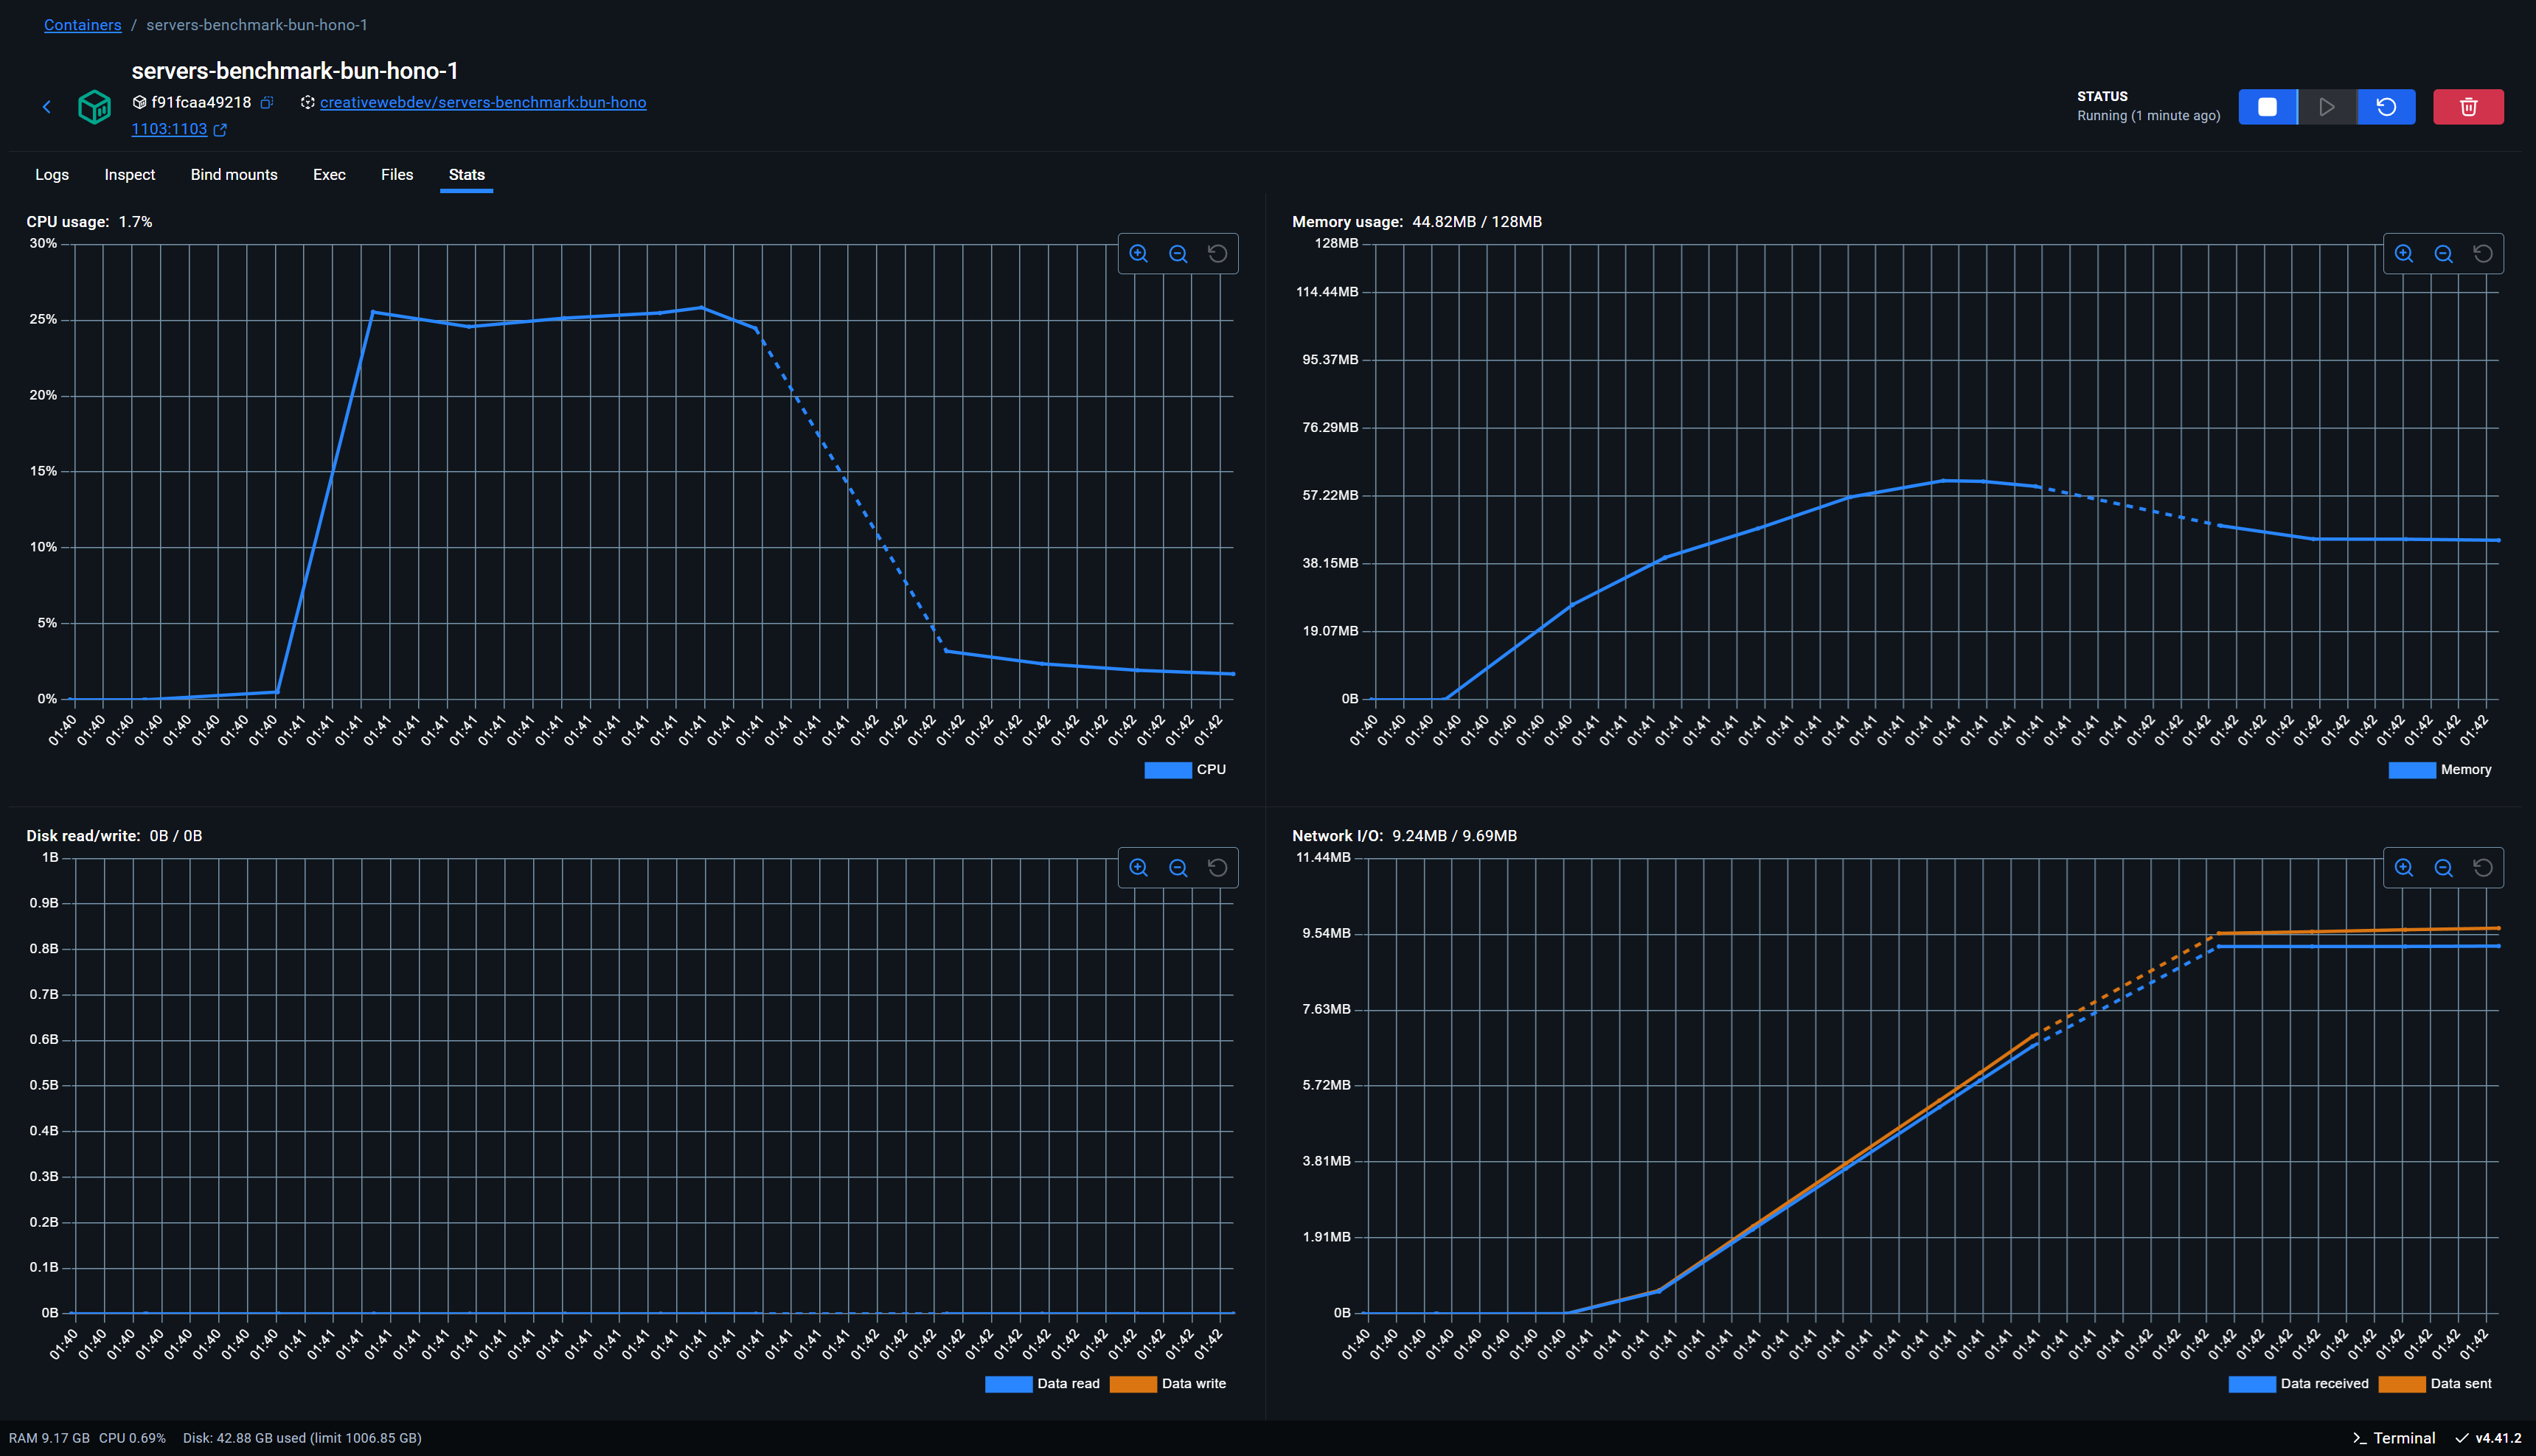 Containers / servers-benchmark-bun-hono-1
servers-benchmark-bun-hono-1
f91fcaa49218 creativewebdev/servers-benchmark:bun-hono
1103:1103
STATUS
Running (1 minute ago)
Logs Inspect Bind mounts Exec Files Stats
CPU usage: 1.7%
30%
25%
20%
15%
10%
5%
0%
01:40 01:40 01:40 01:40 01:40 01:40 01:40 01:40 01:41 01:41 01:41 01:41 01:41 01:41 01:41 01:41 01:41 01:41 01:41 01:41 01:41 01:41 01:41 01:41 01:41 01:41 01:41 01:41 01:42 01:42 01:42 01:42 01:42 01:42 01:42 01:42 01:42 01:42 01:42 01:42 01:42
CPU
Memory usage: 44.82MB / 128MB
128MB
114.44MB
95.37MB
76.29MB
57.22MB
38.15MB
19.07MB
0B
01:40 01:40 01:40 01:40 01:40 01:40 01:40 01:40 01:41 01:41 01:41 01:41 01:41 01:41 01:41 01:41 01:41 01:41 01:41 01:41 01:41 01:41 01:41 01:41 01:41 01:41 01:41 01:42 01:42 01:42 01:42 01:42 01:42 01:42 01:42 01:42 01:42 01:42 01:42 01:42 01:42
Memory
Disk read/write: 0B / 0B
1B
0.9B
0.8B
0.7B
0.6B
0.5B
0.4B
0.3B
0.2B
0.1B
0B
01:40 01:40 01:40 01:40 01:40 01:40 01:40 01:40 01:41 01:41 01:41 01:41 01:41 01:41 01:41 01:41 01:41 01:41 01:41 01:41 01:41 01:41 01:41 01:41 01:41 01:41 01:41 01:41 01:42 01:42 01:42 01:42 01:42 01:42 01:42 01:42 01:42 01:42 01:42 01:42 01:42
Data read Data write
Network I/O: 9.24MB / 9.69MB
11.44MB
9.54MB
7.63MB
5.72MB
3.81MB
1.91MB
0B
01:40 01:40 01:40 01:40 01:40 01:40 01:40 01:40 01:41 01:41 01:41 01:41 01:41 01:41 01:41 01:41 01:41 01:41 01:41 01:41 01:41 01:41 01:41 01:41 01:41 01:41 01:41 01:42 01:42 01:42 01:42 01:42 01:42 01:42 01:42 01:42 01:42 01:42 01:42 01:42 01:42
Data received Data sent
RAM 9.17 GB CPU 0.69% Disk: 42.88 GB used (limit 1006.85 GB)
Terminal v4.41.2